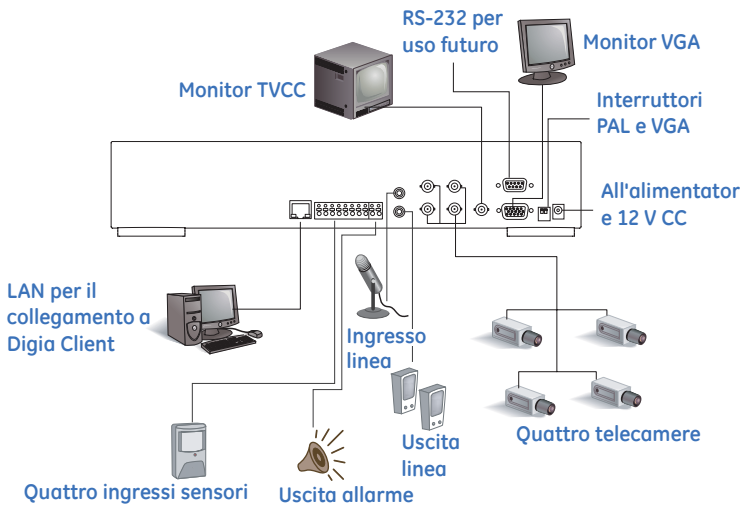 RS-232 per
uso futuro
Monitor VGA
Monitor TVCC
Interruttori
PAL e VGA
All'alimentator
e 12 V CC
LAN per il
collegamento a
Digia Client
Ingresso
linea
Uscita
linea
Quattro telecamere
Quattro ingressi sensori
Uscita allarme